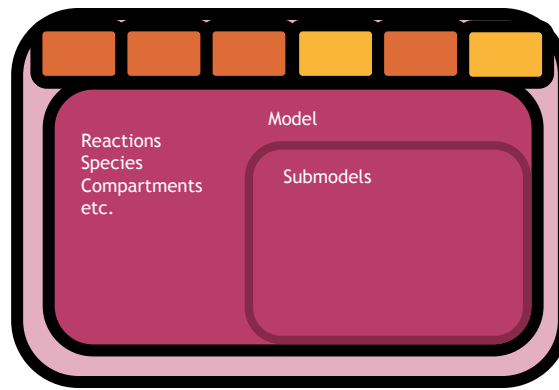 Model
Reactions
Species
Compartments
etc.
Submodels